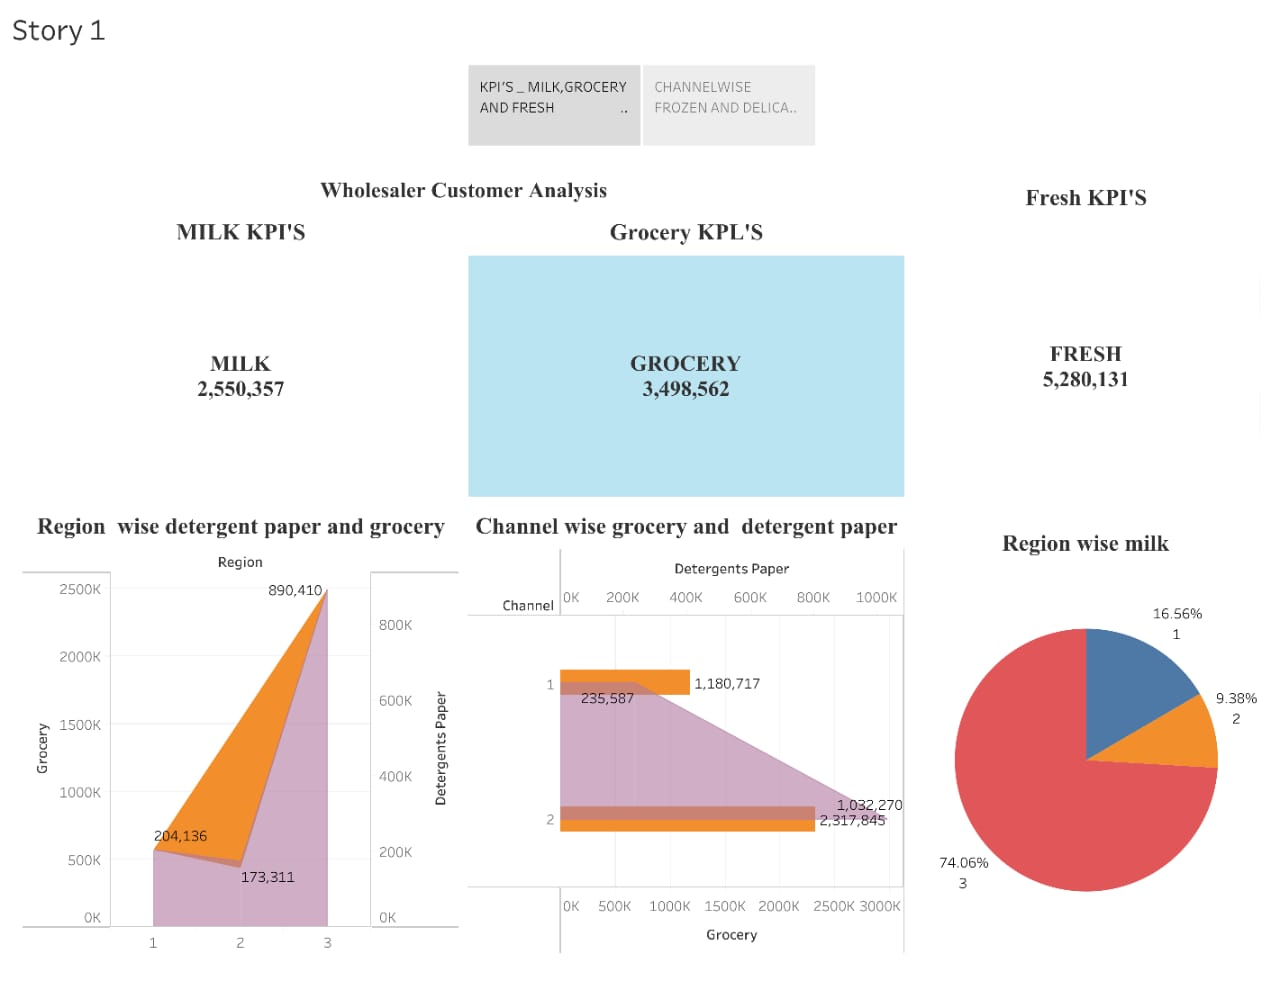 Story 1
KPI'S _ MILK,GROCERY
AND FRESH ..
CHANNELWISE
FROZEN AND DELICA..
Wholesaler Customer Analysis
MILK KPI'S
Grocery KPL'S
Fresh KPI'S
MILK
2,550,357
GROCERY
3,498,562
FRESH
5,280,131
Region wise detergent paper and grocery
Region
2500K
2000K
1500K
1000K
500K
0K
Grocery
890,410
204,136
173,311
800K
600K
400K
200K
0K
Detergents Paper
1 2 3
Channel wise grocery and detergent paper
Detergents Paper
Channel
0K 200K 400K 600K 800K 1000K
1
1,180,717
235,587
2
1,032,270
2,317,845
0K 500K 1000K 1500K 2000K 2500K 3000K
Grocery
Region wise milk
16.56%
1
9.38%
2
74.06%
3